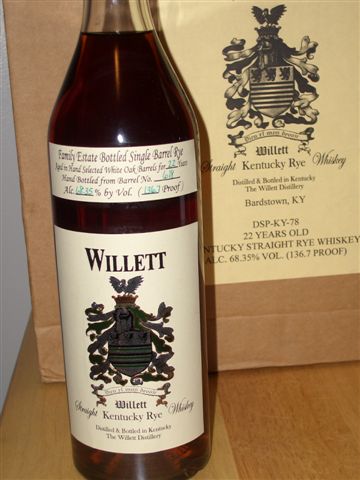 Family Estate Bottled Single Barrel Rye
Aged in Hand Selected White Oak Barrels for 22 Years
Hand Bottled from Barrel No. 618
Alc. 68.35 % by Vol. (136.7 Proof)
WILLETT
Willett
Straight Kentucky Rye Whiskey
Distilled & Bottled in Kentucky
The Willett Distillery
Willett
Straight Kentucky Rye Whiskey
Distilled & Bottled in Kentucky
The Willett Distillery
Bardstown, KY
DSP-KY-78
22 YEARS OLD
NTUCKY STRAIGHT RYE WHISKEY
ALC. 68.35% VOL. (136.7 PROOF)